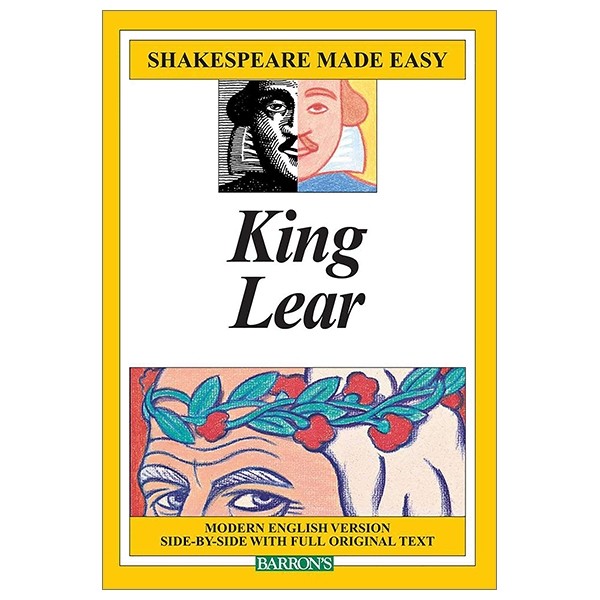 SHAKESPEARE MADE EASY
King
Lear
MODERN ENGLISH VERSION
SIDE-BY-SIDE WITH FULL ORIGINAL TEXT
BARRON'S